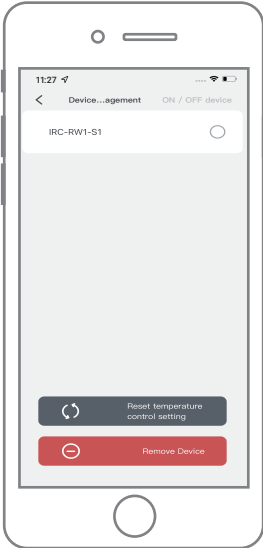 11:27
Device...agement ON / OFF device
IRC-RW1-S1
Reset temperature
control setting
Remove Device